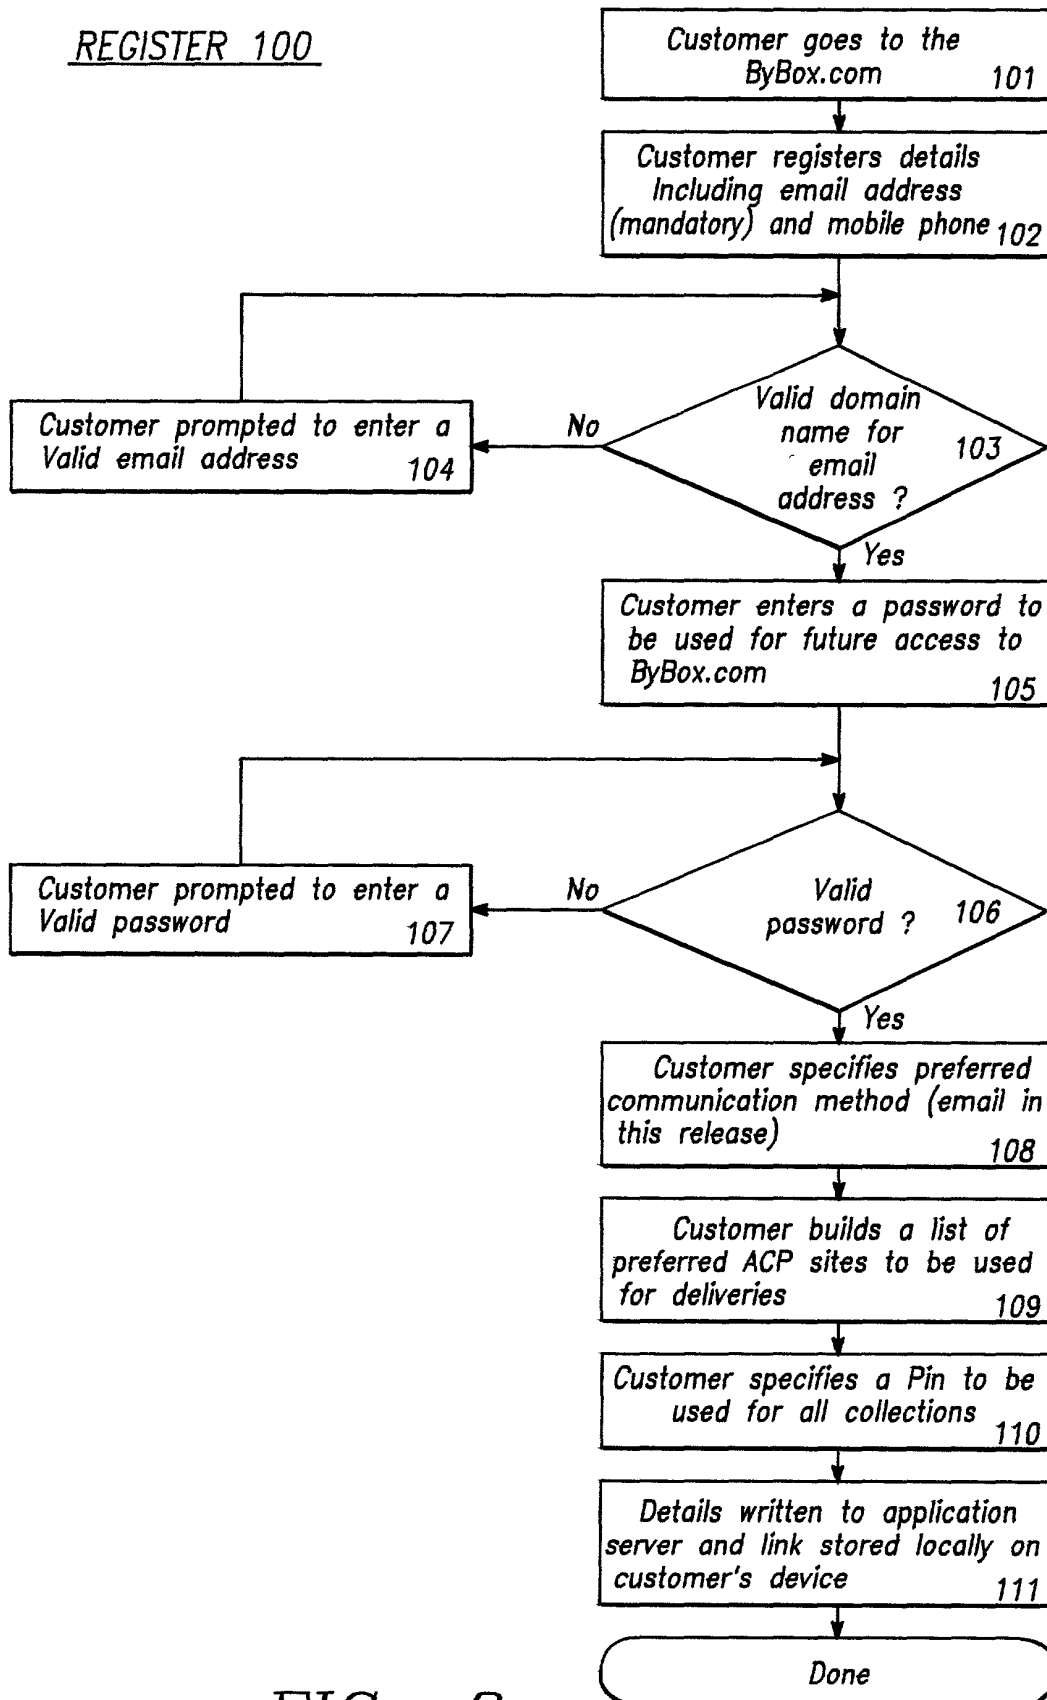 REGISTER 100
Customer goes to the
ByBox.com
101
Customer registers details
Including email address
(mandatory) and mobile phone
102
Valid domain
name for
email
address ?
103
No
Customer prompted to enter a
Valid email address
104
Yes
Customer enters a password to
be used for future access to
ByBox.com
105
Valid
password ?
106
No
Customer prompted to enter a
Valid password
107
Yes
Customer specifies preferred
communication method (email in
this release)
108
Customer builds a list of
preferred ACP sites to be used
for deliveries
109
Customer specifies a Pin to be
used for all collections
110
Details written to application
server and link stored locally on
customer's device
111
Done
FIG.